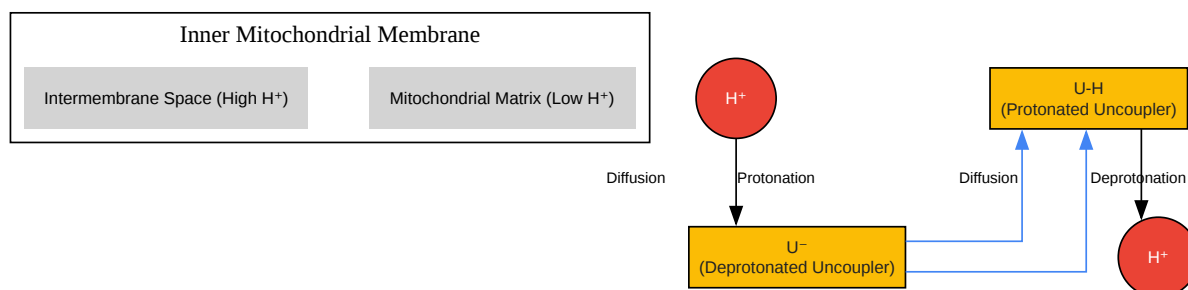 Inner Mitochondrial Membrane
Intermembrane Space (High H⁺)
Mitochondrial Matrix (Low H⁺)
H⁺
U-H
(Protonated Uncoupler)
Diffusion
Protonation
Diffusion
Deprotonation
U⁻
(Deprotonated Uncoupler)
H⁺